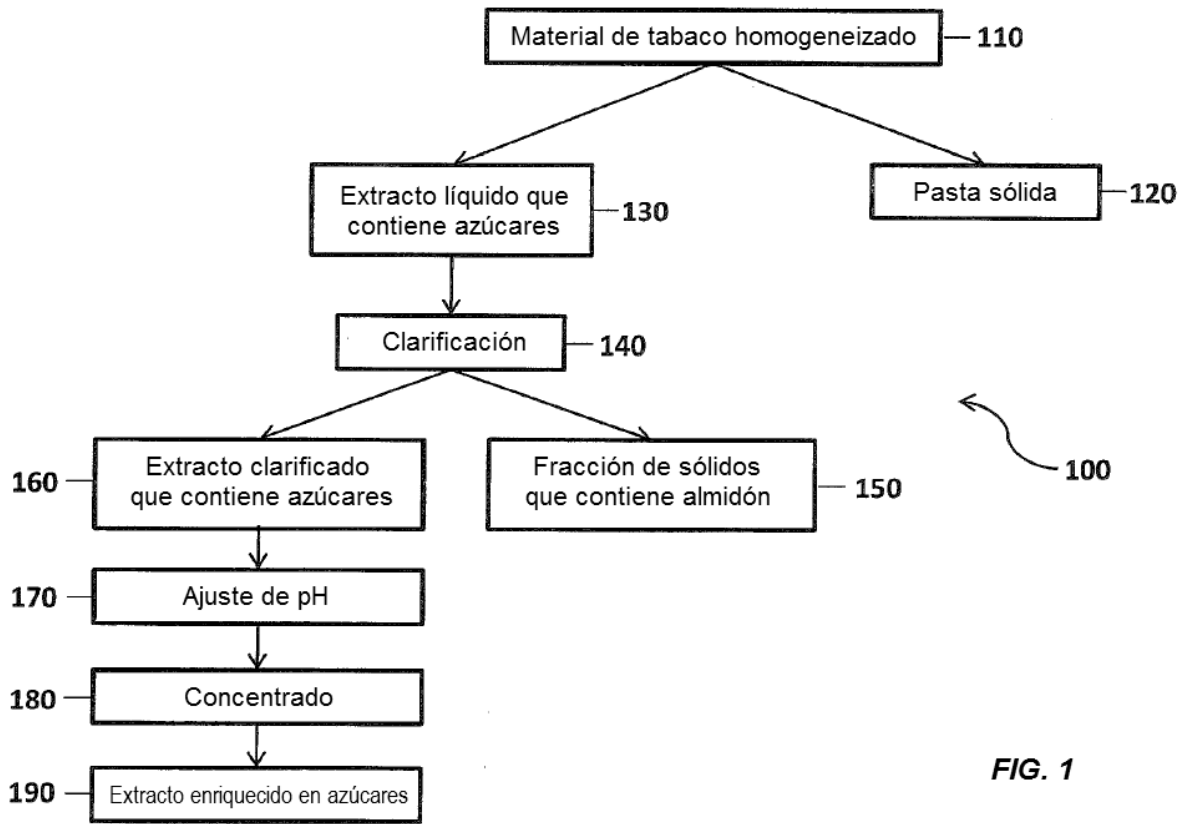 Material de tabaco homogeneizado
110
Extracto líquido que
contiene azúcares
130
Pasta sólida
120
Clarificación
140
160
Extracto clarificado
que contiene azúcares
Fracción de sólidos
que contiene almidón
150
100
170
Ajuste de pH
180
Concentrado
190
Extracto enriquecido en azúcares
FIG. 1